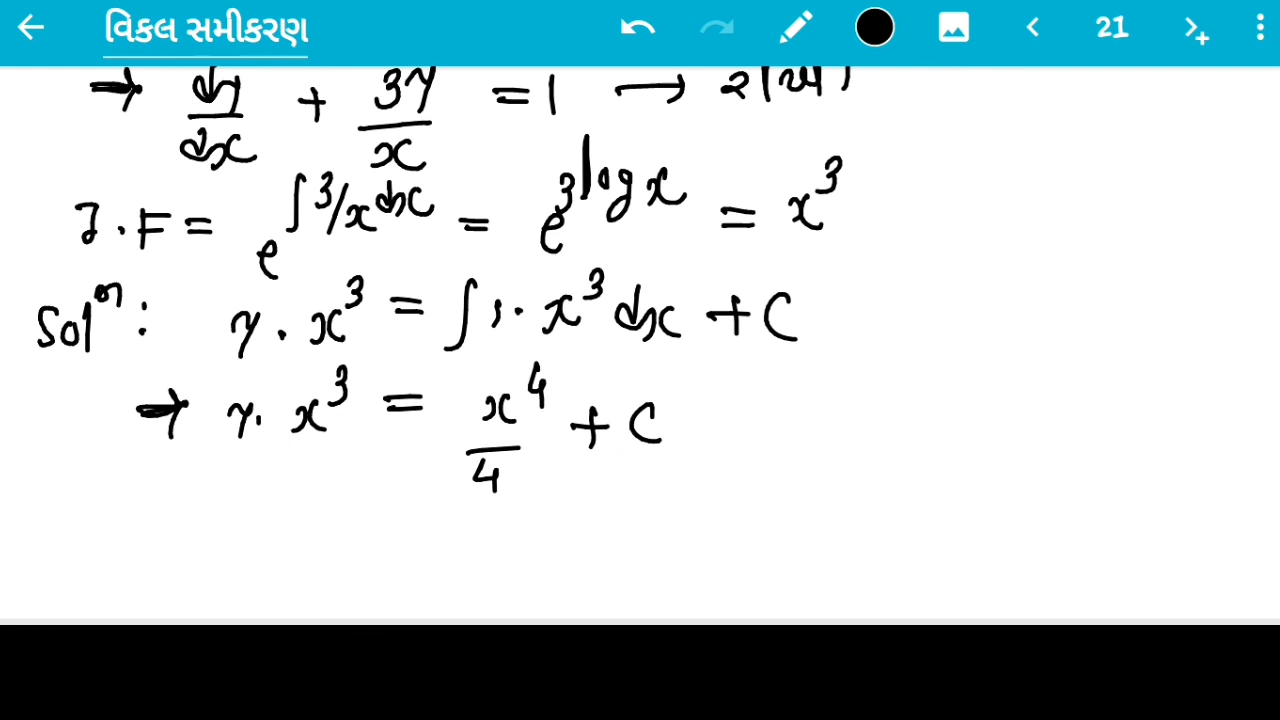 વિકલ સમીકરણ 21
→ dy/dx + 3y/x = 1 →
I.F = e^∫3/x dx = e^3 log x = x^3
Solⁿ: y. x^3 = ∫1. x^3 dx + C
→ y. x^3 = x^4/4 + C